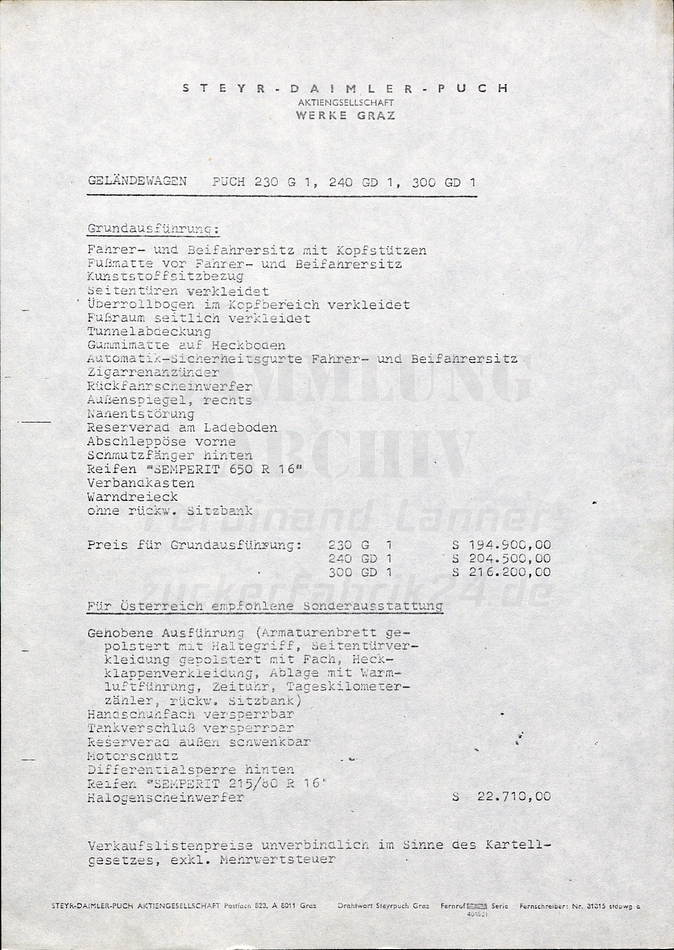 STEYR-DAIMLER-PUCH
AKTIENGESELLSCHAFT
WERKE GRAZ
GELÄNDEWAGEN PUCH 230 G 1, 240 GD 1, 300 GD 1
Grundausführung:
Fahrer- und Beifahrersitz mit Kopfstützen
Fußmatte vor Fahrer- und Beifahrersitz
Kunststoffsitzbezug
Seitentüren verkleidet
Überrollbogen im Kopfbereich verkleidet
Fußraum seitlich verkleidet
Tunnelabdeckung
Gummimatte auf Heckboden
Automatik-Sicherheitsgurte Fahrer- und Beifahrersitz
Zigarrenanzünder
Rückfahrscheinwerfer
Außenspiegel, rechts
Nahentstörung
Reserverad am Ladeboden
Abschleppöse vorne
Schmutzfänger hinten
Reifen "SEMPERIT 650 R 16"
Verbandkasten
Warndreieck
ohne rückw. Sitzbank
Preis für Grundausführung: 230 G 1 S 194.900,00
240 GD 1 S 204.500,00
300 GD 1 S 216.200,00
Für Österreich empfohlene Sonderausstattung
Gehobene Ausführung (Armaturenbrett ge-
polstert mit Haltegriff, Seitentürver-
kleidung gepolstert mit Fach, Heck-
klappenverkleidung, Ablage mit Warm-
luftführung, Zeituhr, Tageskilometer-
zähler, rückw. Sitzbank)
Handschuhfach versperrbar
Tankverschluß versperrbar
Reserverad außen schwenkbar
Motorschutz
Differentialsperre hinten
Reifen "SEMPERIT 215/80 R 16"
Halogenscheinwerfer S 22.710,00
Verkaufslistenpreise unverbindlich im Sinne des Kartell-
gesetzes, exkl. Mehrwertsteuer
STEYR-DAIMLER-PUCH AKTIENGESELLSCHAFT Postfach 823, A 8011 Graz Drahtwort Steyrpuch Graz Fernruf Serie Fernschreiber: Nr. 31315 stdpwg a
SAMMLUNG
ARCHIV
Ferdinand Lanner
zuckerfabrik24.de